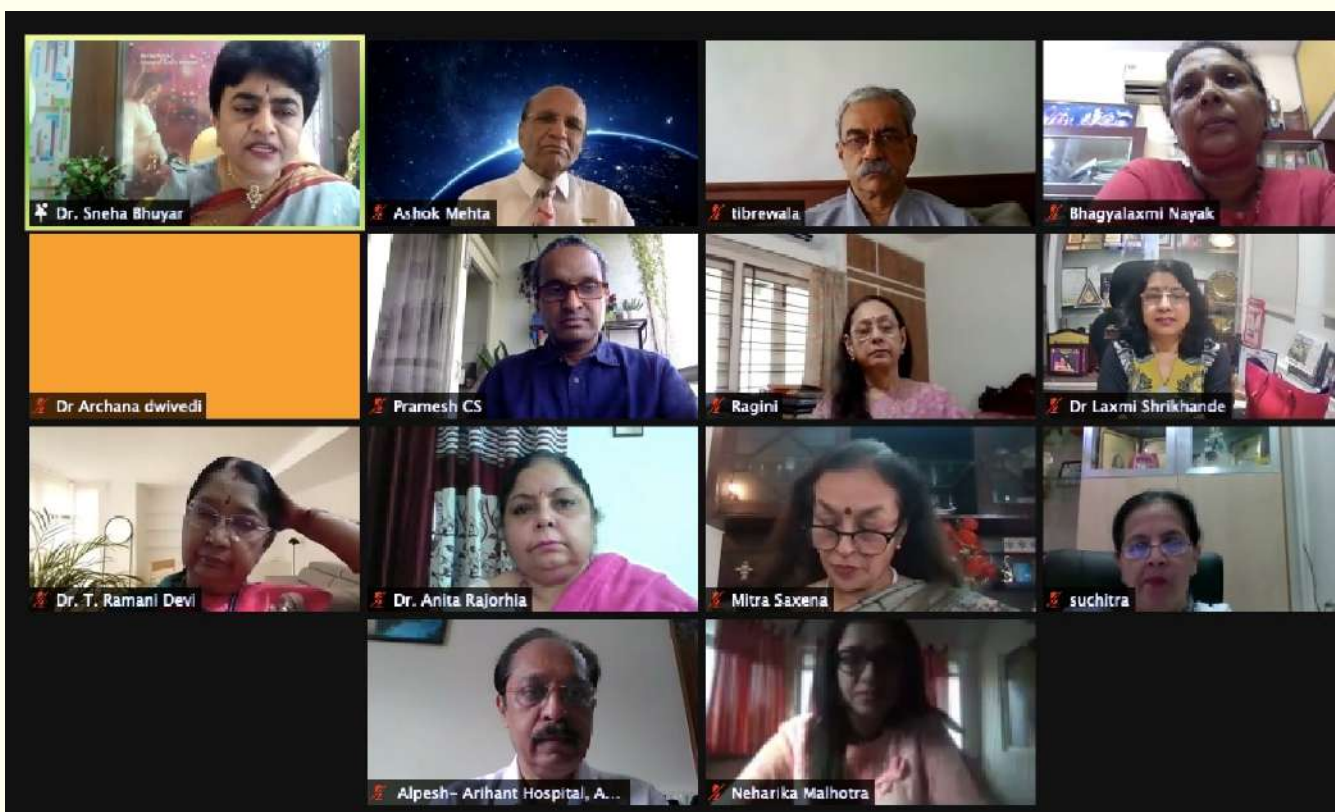 Dr. Sneha Bhuyar
Ashok Mehta
tibrewala
Bhagyalaxmi Nayak
Dr Archana dwivedi
Pramesh CS
Ragini
Dr Laxmi Shrikhande
Dr. T. Ramani Devi
Dr. Anita Rajorhia
Mitra Saxena
suchitra
Alpesh- Arihant Hospital, A...
Neharika Malhotra